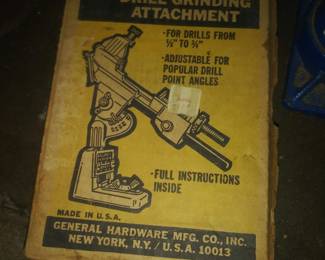 DRILL GRINDING
ATTACHMENT
·FOR DRILLS FROM
⅛" TO ¾"
·ADJUSTABLE FOR
POPULAR DRILL
POINT ANGLES
·FULL INSTRUCTIONS
INSIDE
MADE IN U.S.A.
GENERAL HARDWARE MFG. CO., INC.
NEW YORK, N.Y. / U.S.A. 10013